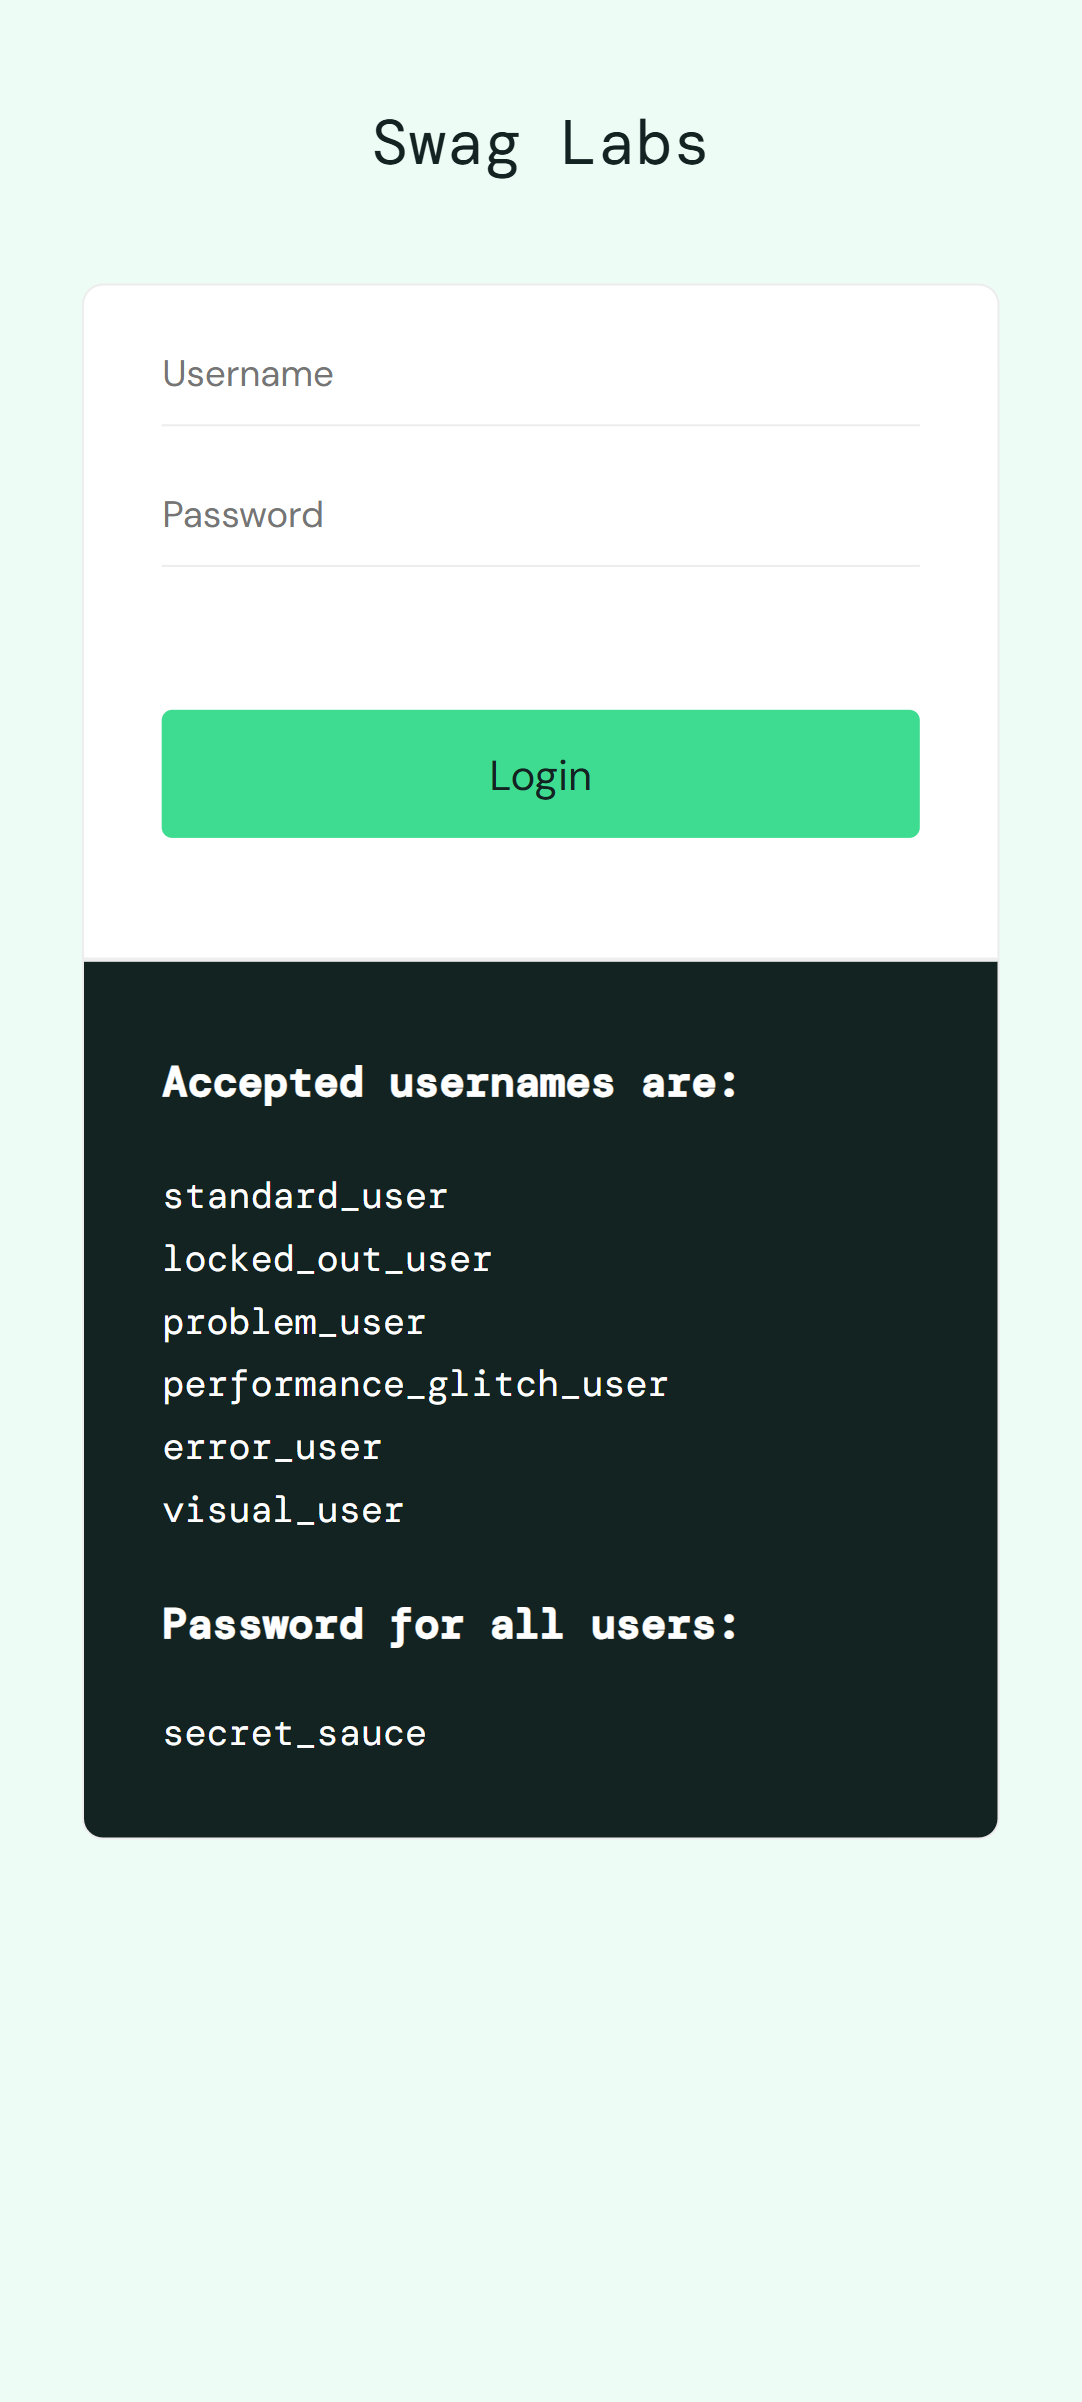 Swag Labs
Username
Password
Login
Accepted usernames are:
standard_user
locked_out_user
problem_user
performance_glitch_user
error_user
visual_user
Password for all users:
secret_sauce